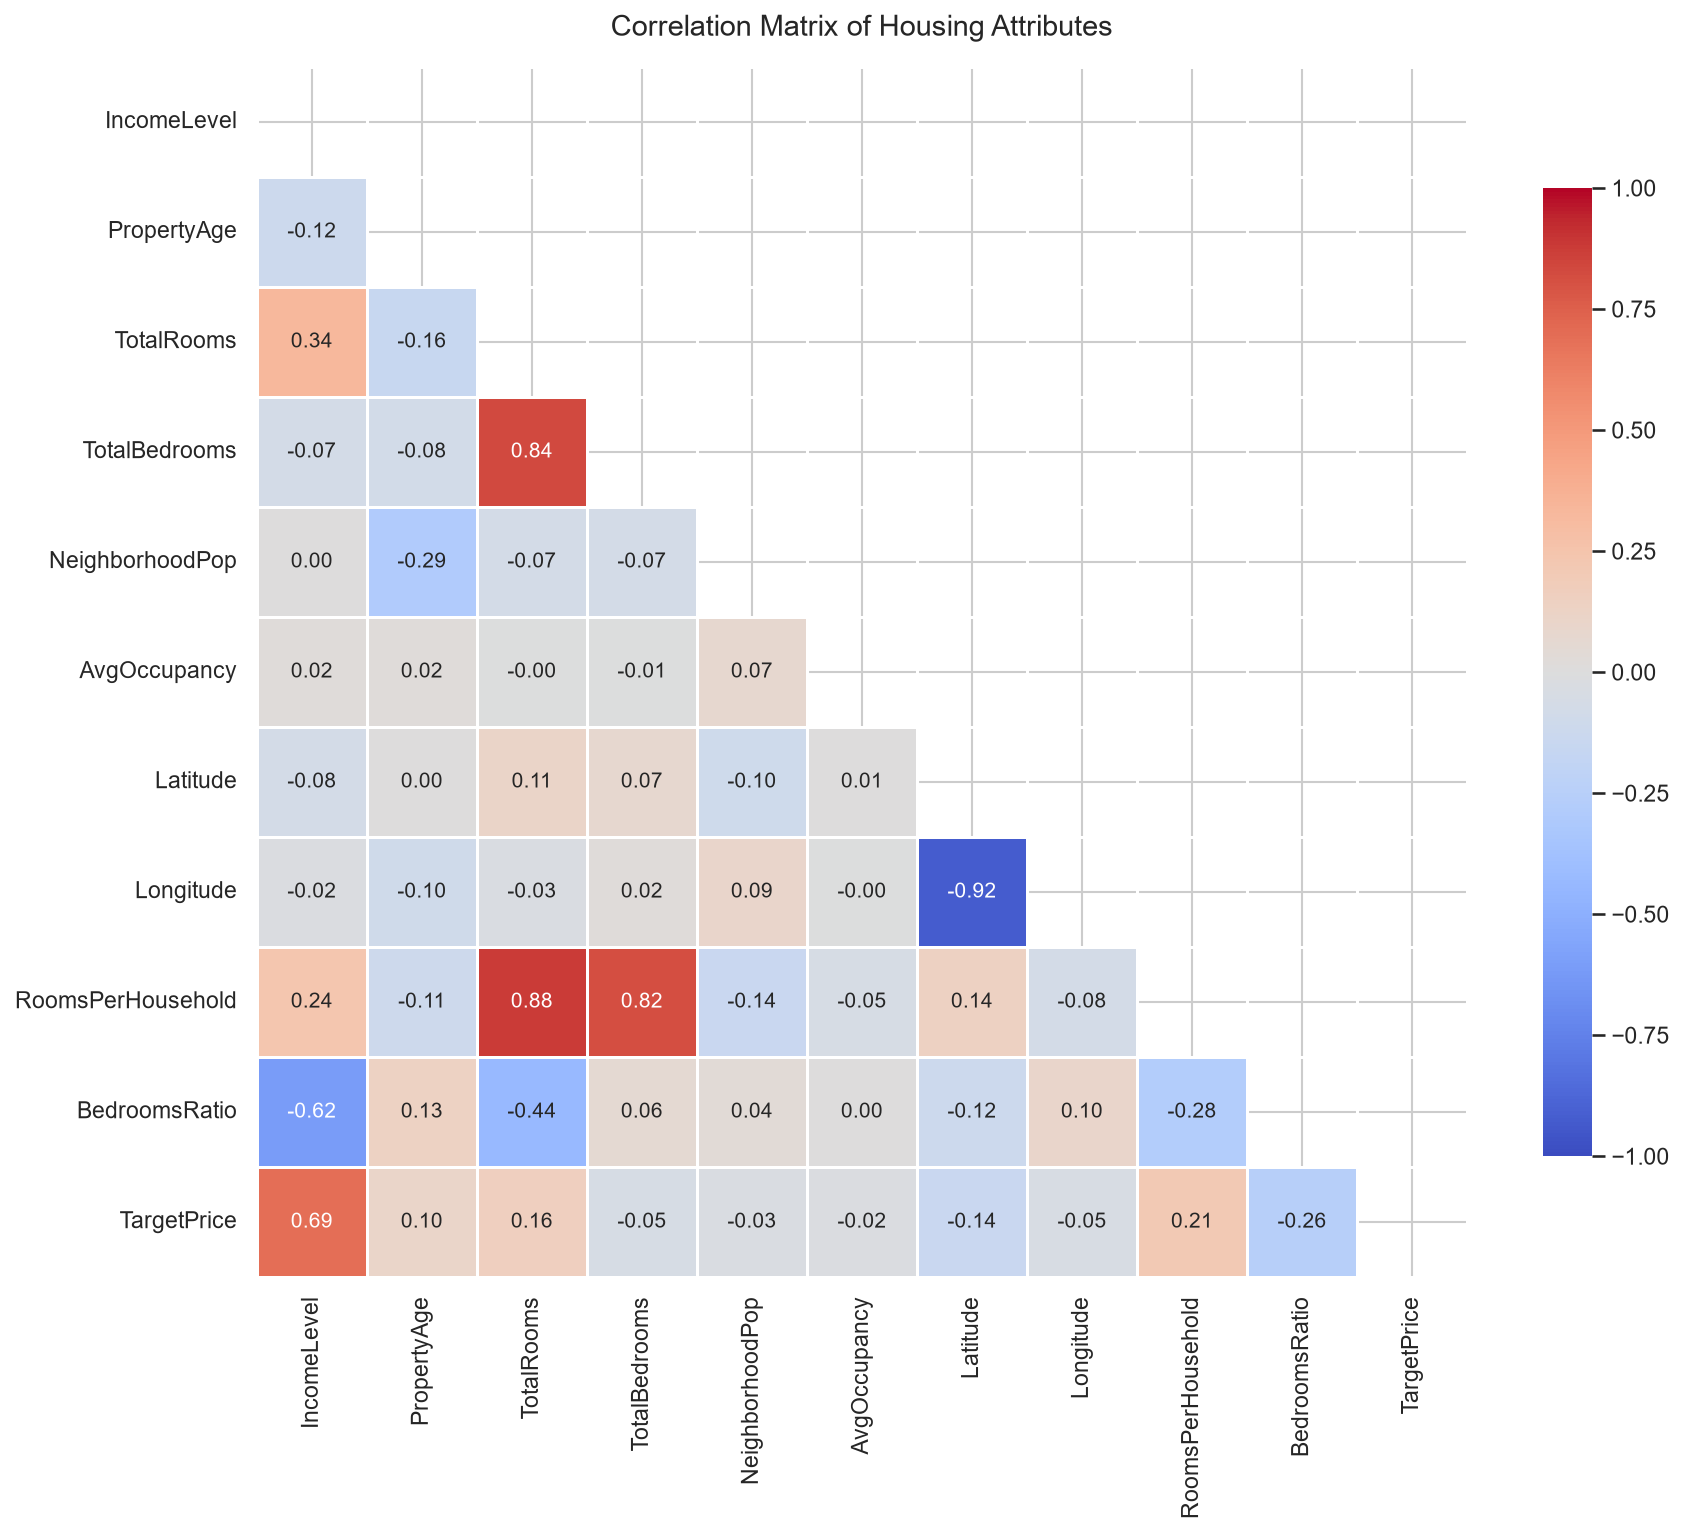 Correlation Matrix of Housing Attributes
IncomeLevel
PropertyAge -0.12
TotalRooms 0.34 -0.16
TotalBedrooms -0.07 -0.08 0.84
NeighborhoodPop 0.00 -0.29 -0.07 -0.07
AvgOccupancy 0.02 0.02 -0.00 -0.01 0.07
Latitude -0.08 0.00 0.11 0.07 -0.10 0.01
Longitude -0.02 -0.10 -0.03 0.02 0.09 -0.00 -0.92
RoomsPerHousehold 0.24 -0.11 0.88 0.82 -0.14 -0.05 0.14 -0.08
BedroomsRatio -0.62 0.13 -0.44 0.06 0.04 0.00 -0.12 0.10 -0.28
TargetPrice 0.69 0.10 0.16 -0.05 -0.03 -0.02 -0.14 -0.05 0.21 -0.26
IncomeLevel
PropertyAge
TotalRooms
TotalBedrooms
NeighborhoodPop
AvgOccupancy
Latitude
Longitude
RoomsPerHousehold
BedroomsRatio
TargetPrice
1.00
0.75
0.50
0.25
0.00
−0.25
−0.50
−0.75
−1.00